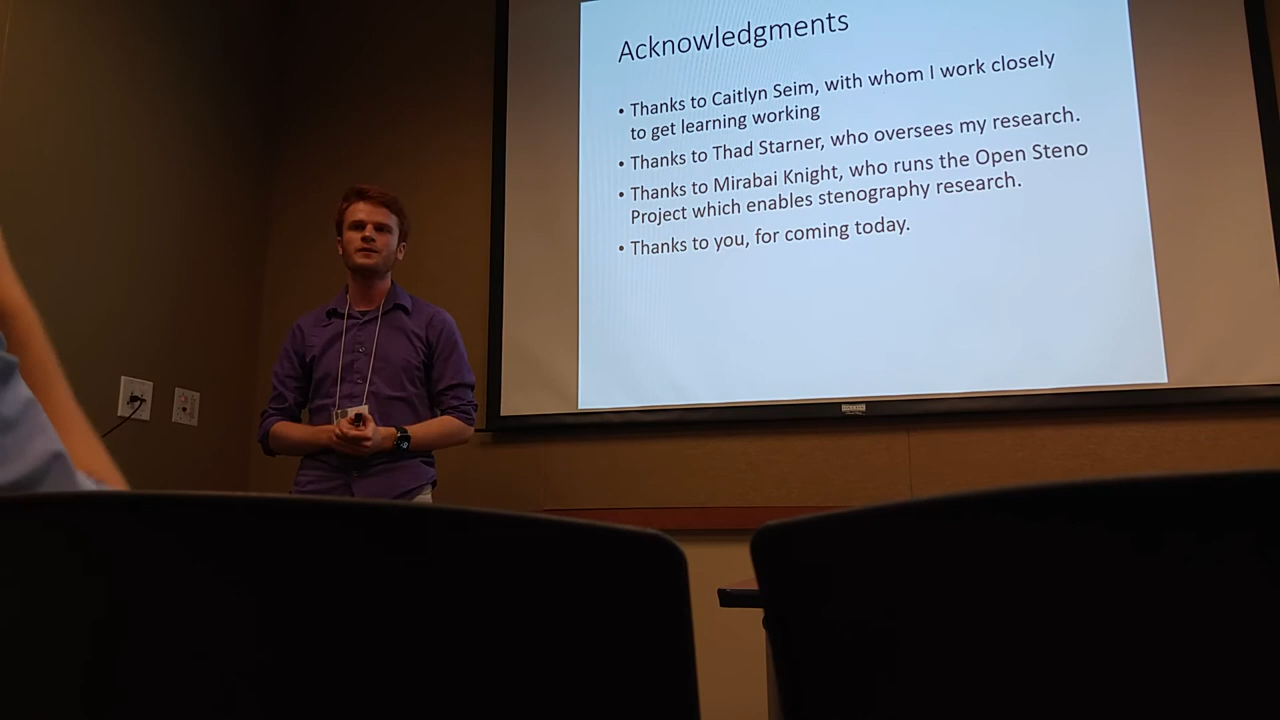 Acknowledgments
• Thanks to Caitlyn Seim, with whom I work closely
to get learning working
• Thanks to Thad Starner, who oversees my research.
• Thanks to Mirabai Knight, who runs the Open Steno
Project which enables stenography research.
• Thanks to you, for coming today.